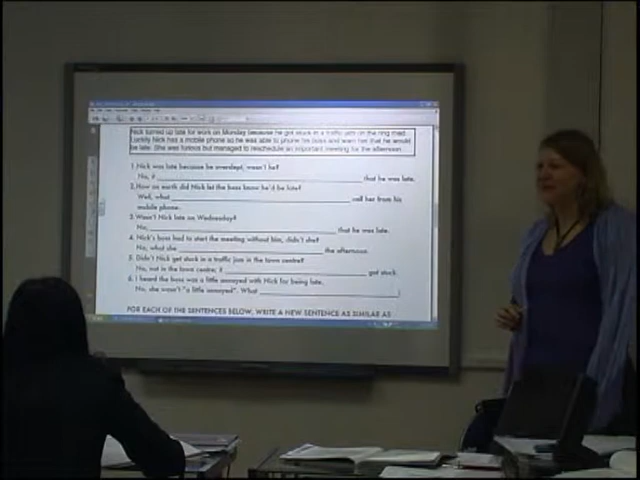 Nick turned up late for work on Monday because he got stuck in a traffic jam on the ring road.
Luckily Nick has a mobile phone so he was able to phone his boss and warn her that he would
be late. She was furious but managed to reschedule an important meeting for the afternoon.
1. Nick was late because he overslept, wasn't he?
No, it ______ that he was late.
2. How on earth did Nick let the boss know he'd be late?
Well, what ______ call her from his
mobile phone.
3. Wasn't Nick late on Wednesday?
No, ______ that he was late.
4. Nick's boss had to start the meeting without him, didn't she?
No, what she ______ the afternoon.
5. Didn't Nick get stuck in a traffic jam in the town centre?
No, not in the town centre; it ______ got stuck.
6. I heard the boss was a little annoyed with Nick for being late.
No, she wasn't "a little annoyed". What ______
FOR EACH OF THE SENTENCES BELOW, WRITE A NEW SENTENCE AS SIMILAR AS